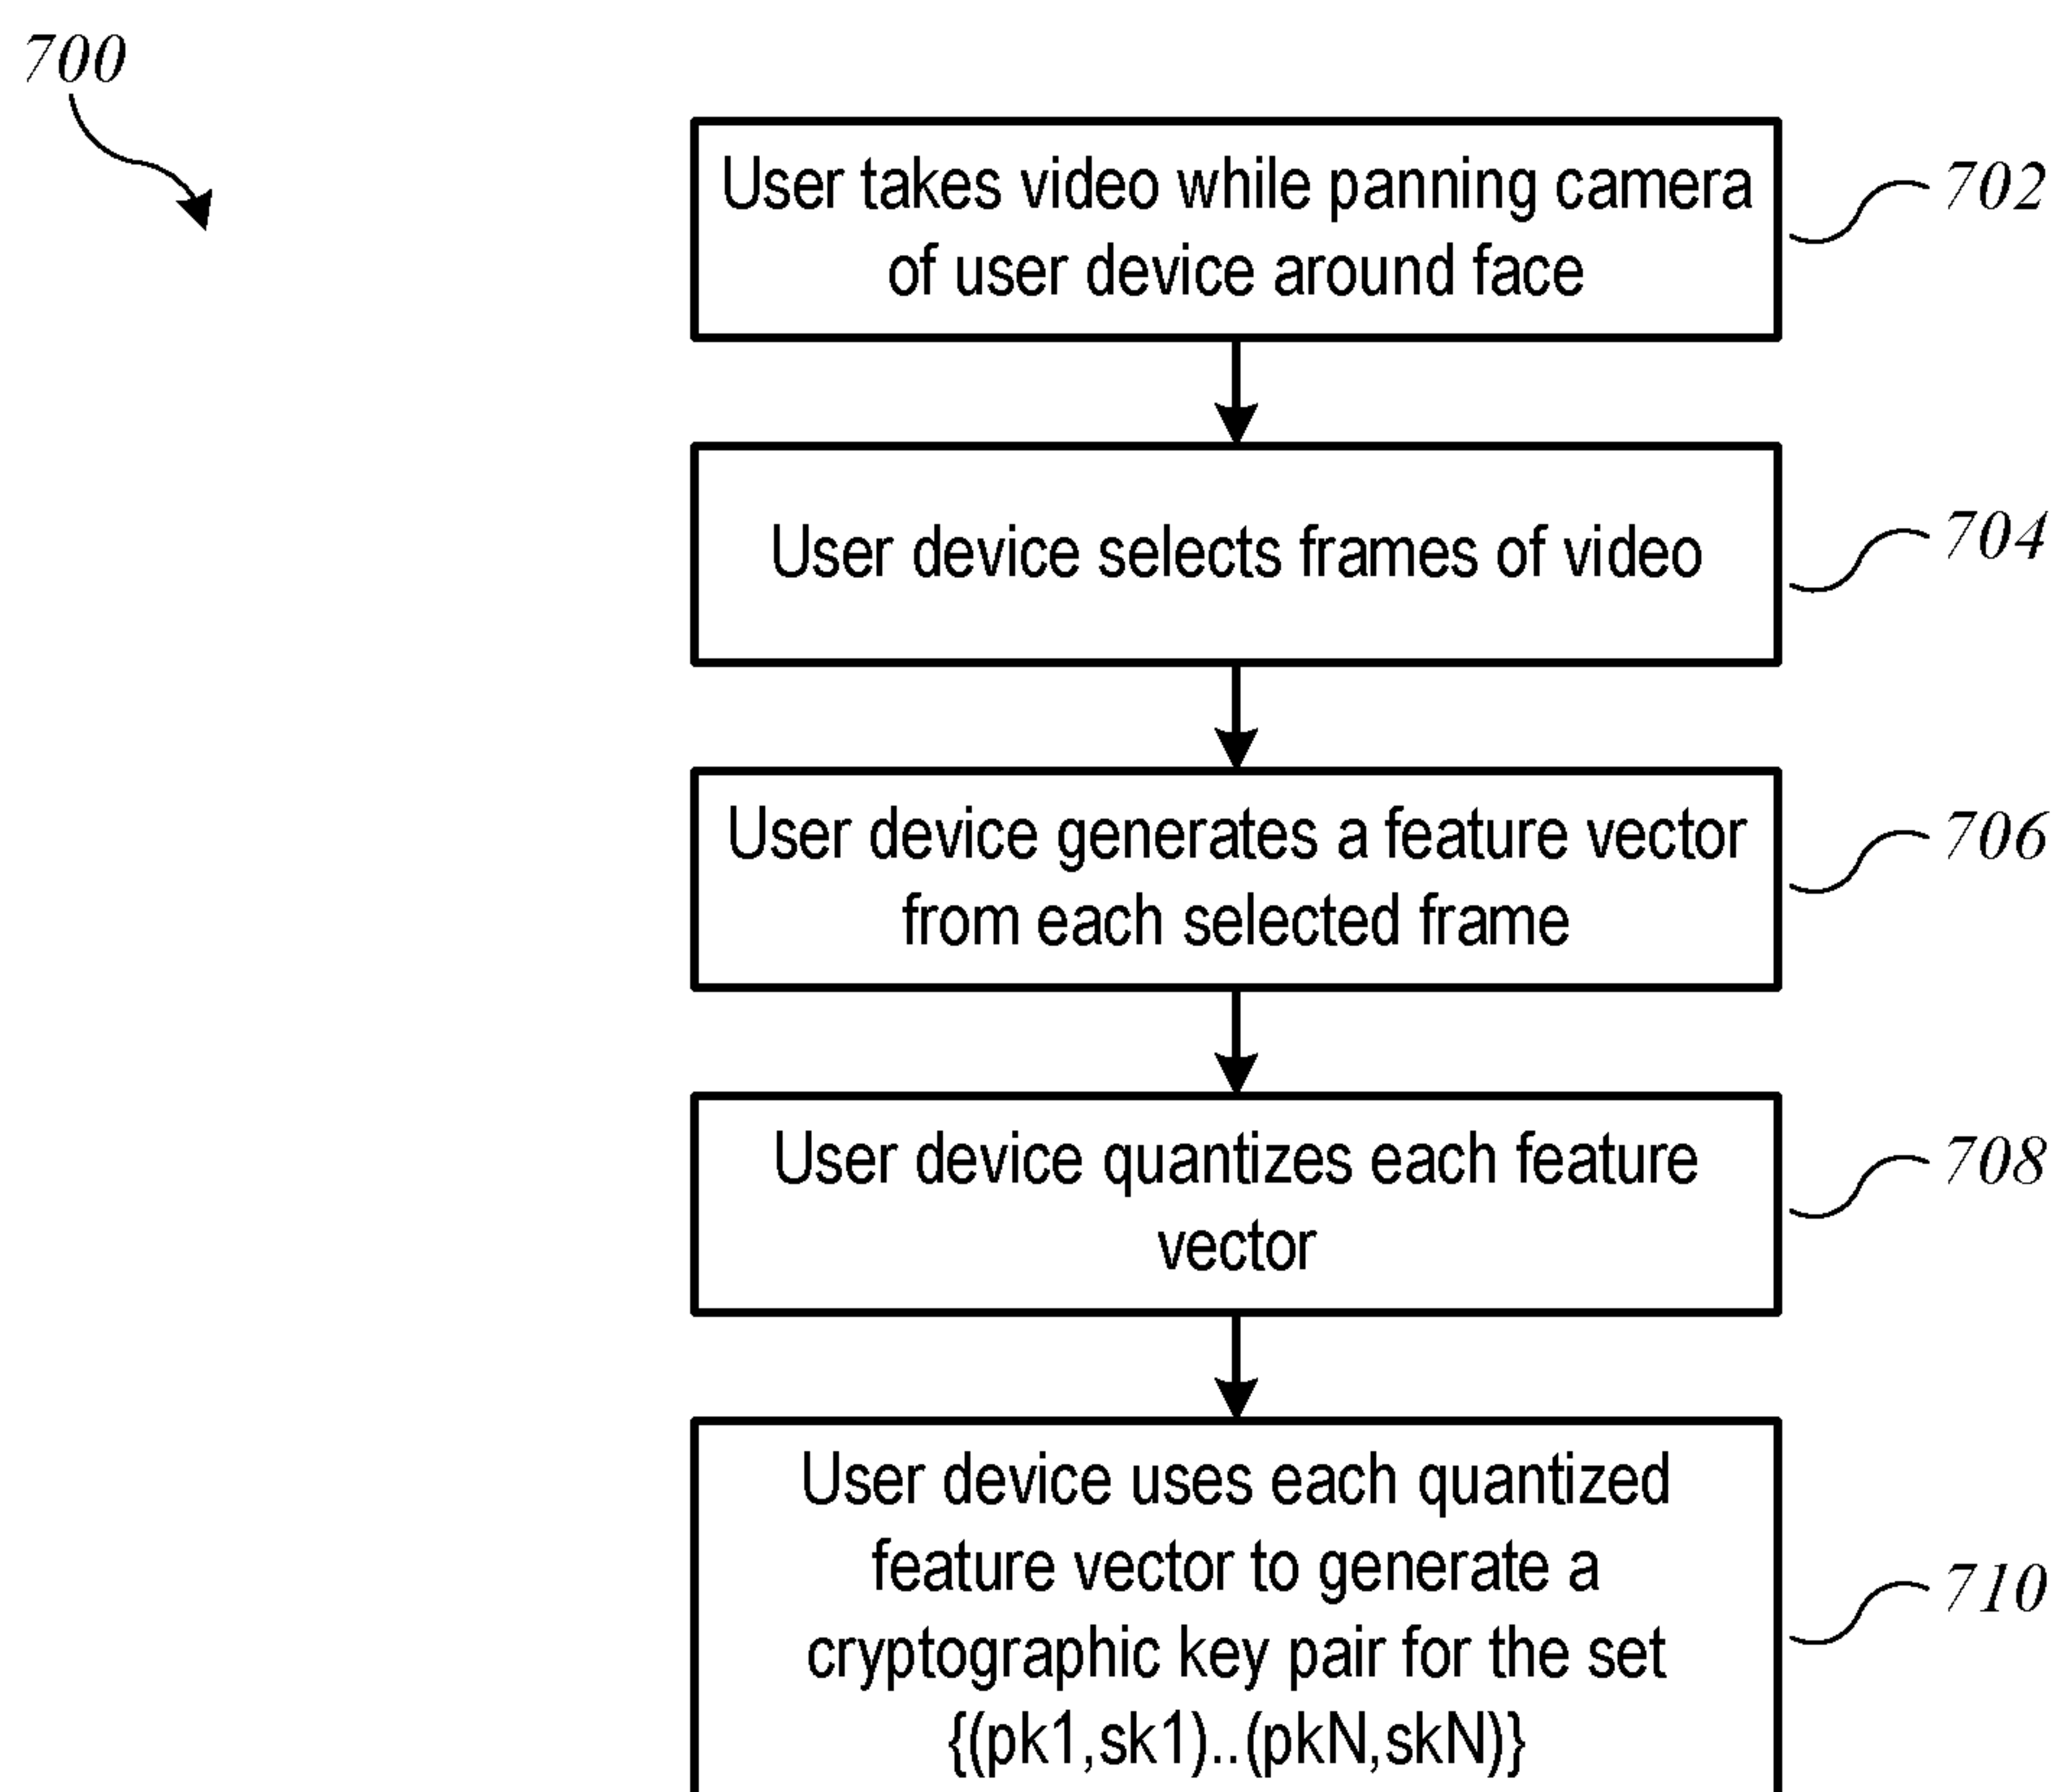 700
User takes video while panning camera
of user device around face
702
User device selects frames of video
704
User device generates a feature vector
from each selected frame
706
User device quantizes each feature
vector
708
User device uses each quantized
feature vector to generate a
cryptographic key pair for the set
{(pk1,sk1)..(pkN,skN)}
710